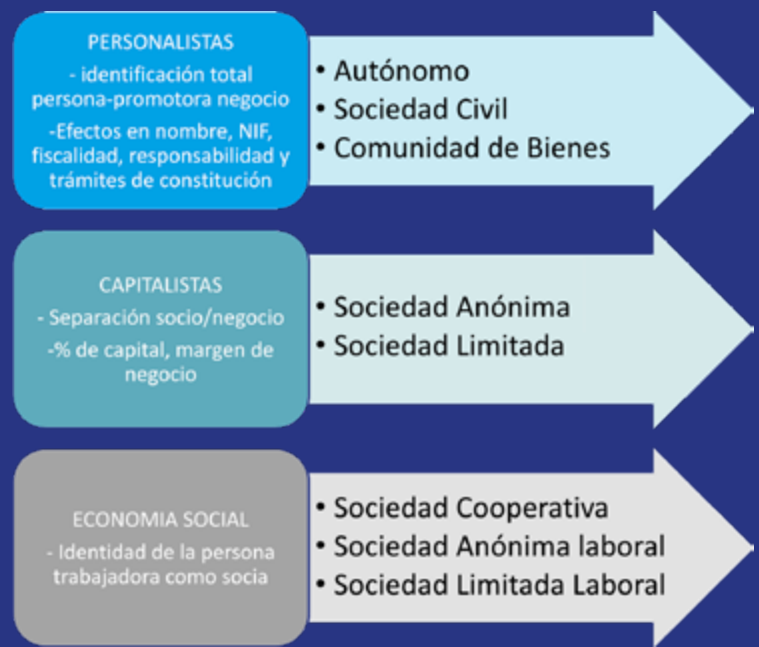 PERSONALISTAS
- identificación total
persona-promotora negocio
-Efectos en nombre, NIF,
fiscalidad, responsabilidad y
trámites de constitución
• Autónomo
• Sociedad Civil
• Comunidad de Bienes
CAPITALISTAS
- Separación socio/negocio
-% de capital, margen de
negocio
• Sociedad Anónima
• Sociedad Limitada
ECONOMIA SOCIAL
- Identidad de la persona
trabajadora como socia
• Sociedad Cooperativa
• Sociedad Anónima laboral
• Sociedad Limitada Laboral